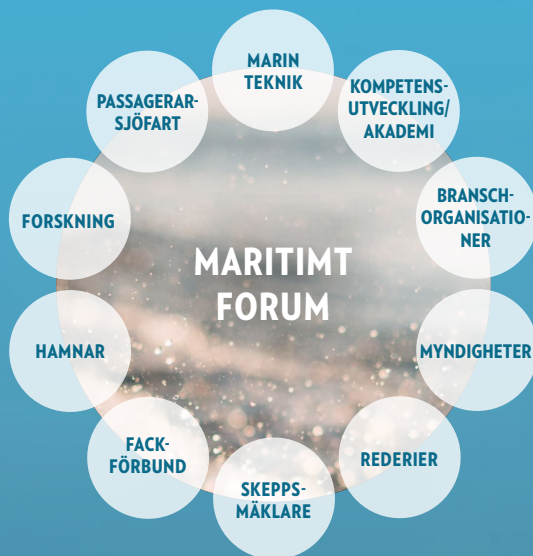 MARIN
TEKNIK
KOMPETENS-
UTVECKLING/
AKADEMI
BRANSCH-
ORGANISATIO-
NER
MYNDIGHETER
REDERIER
SKEPPS-
MÄKLARE
FACK-
FÖRBUND
HAMNAR
FORSKNING
PASSAGERAR-
SJÖFART
MARITIMT
FORUM